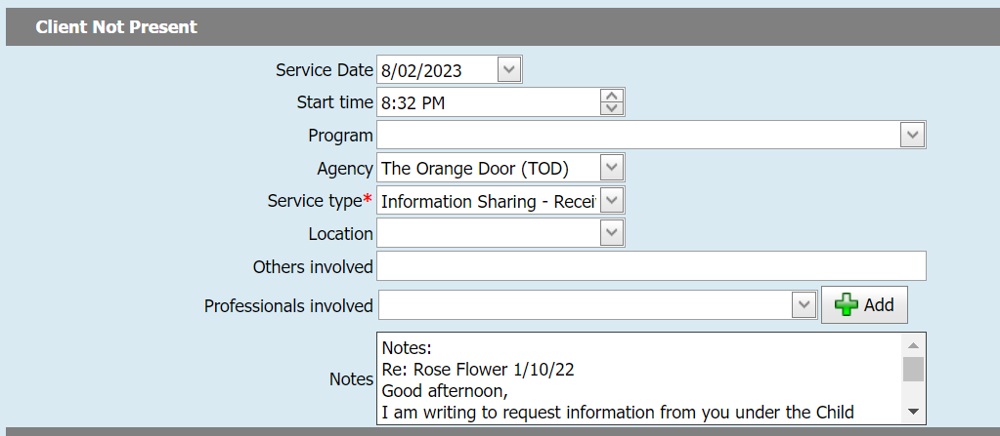 Client Not Present
Service Date 8/02/2023
Start time 8:32 PM
Program
Agency The Orange Door (TOD)
Service type* Information Sharing - Recei
Location
Others involved
Professionals involved Add
Notes
Notes:
Re: Rose Flower 1/10/22
Good afternoon,
I am writing to request information from you under the Child